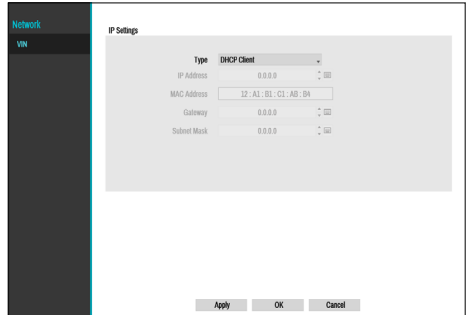 Network
VIN
IP Settings
Type DHCP Client
IP Address 0.0.0.0
MAC Address 12 : A1 : B1 : C1 : AB : B4
Gateway 0.0.0.0
Subnet Mask 0.0.0.0
Apply OK Cancel